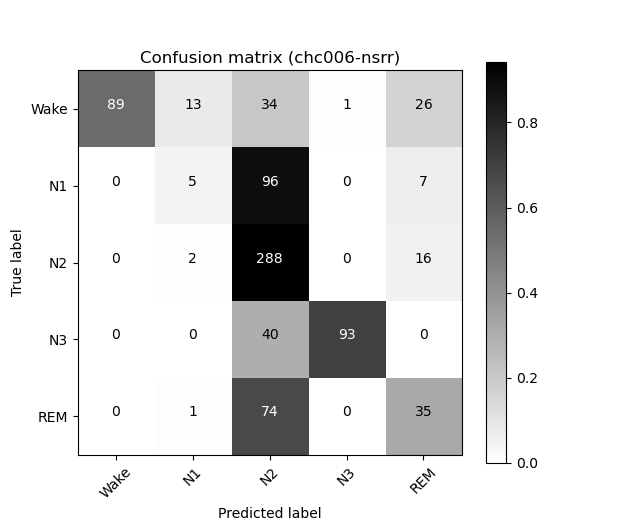 Confusion matrix (chc006-nsrr)
True label
Wake 89 13 34 1 26
N1 0 5 96 0 7
N2 0 2 288 0 16
N3 0 0 40 93 0
REM 0 1 74 0 35
Wake N1 N2 N3 REM
Predicted label
0.8
0.6
0.4
0.2
0.0